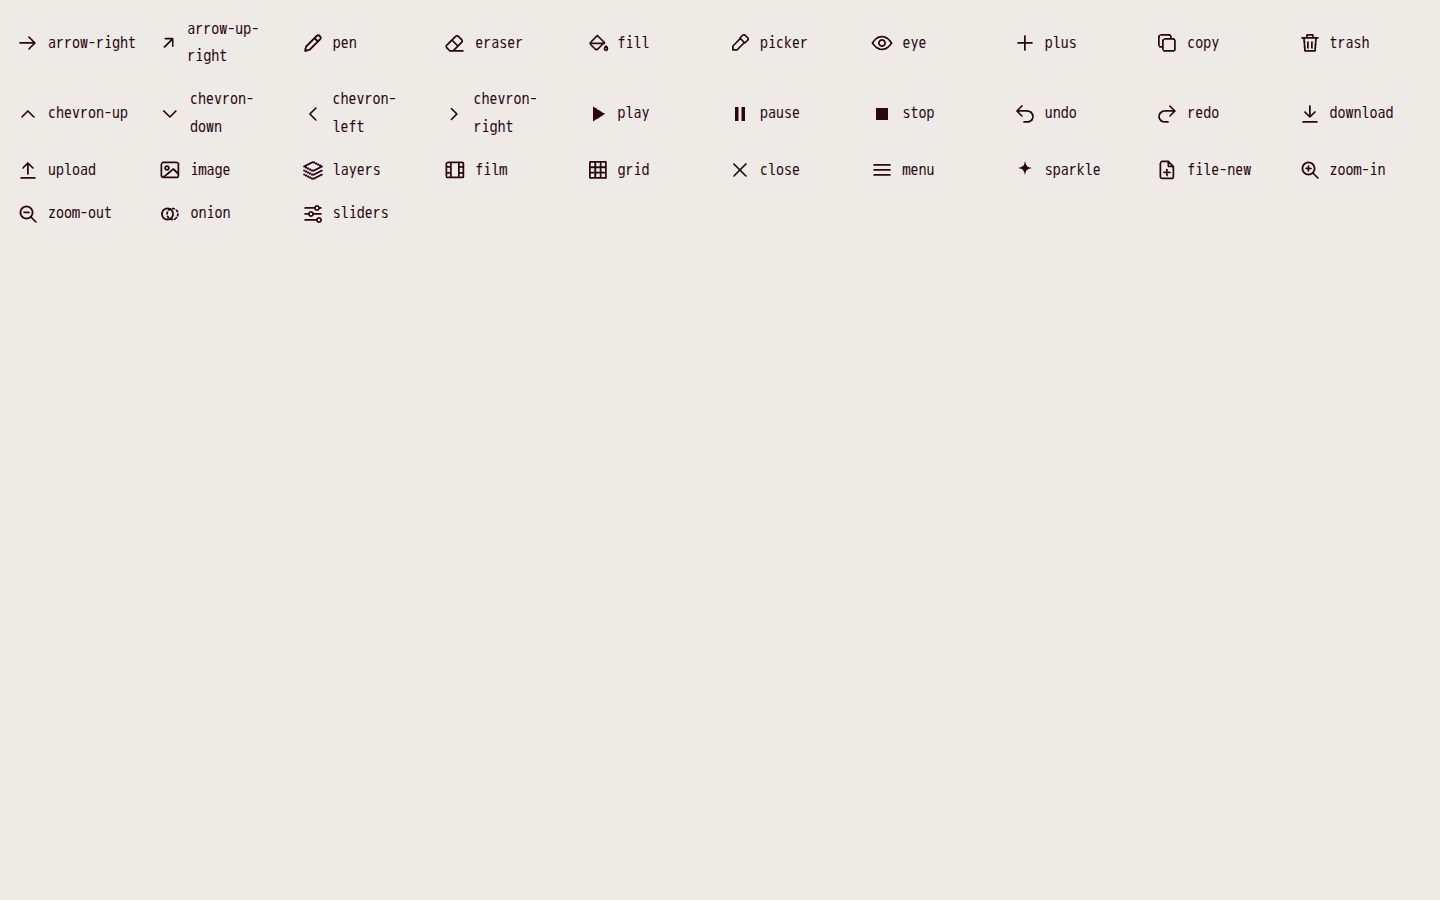 arrow-right
arrow-up-
right
pen
eraser
fill
picker
eye
plus
copy
trash
chevron-up
chevron-
down
chevron-
left
chevron-
right
play
pause
stop
undo
redo
download
upload
image
layers
film
grid
close
menu
sparkle
file-new
zoom-in
zoom-out
onion
sliders